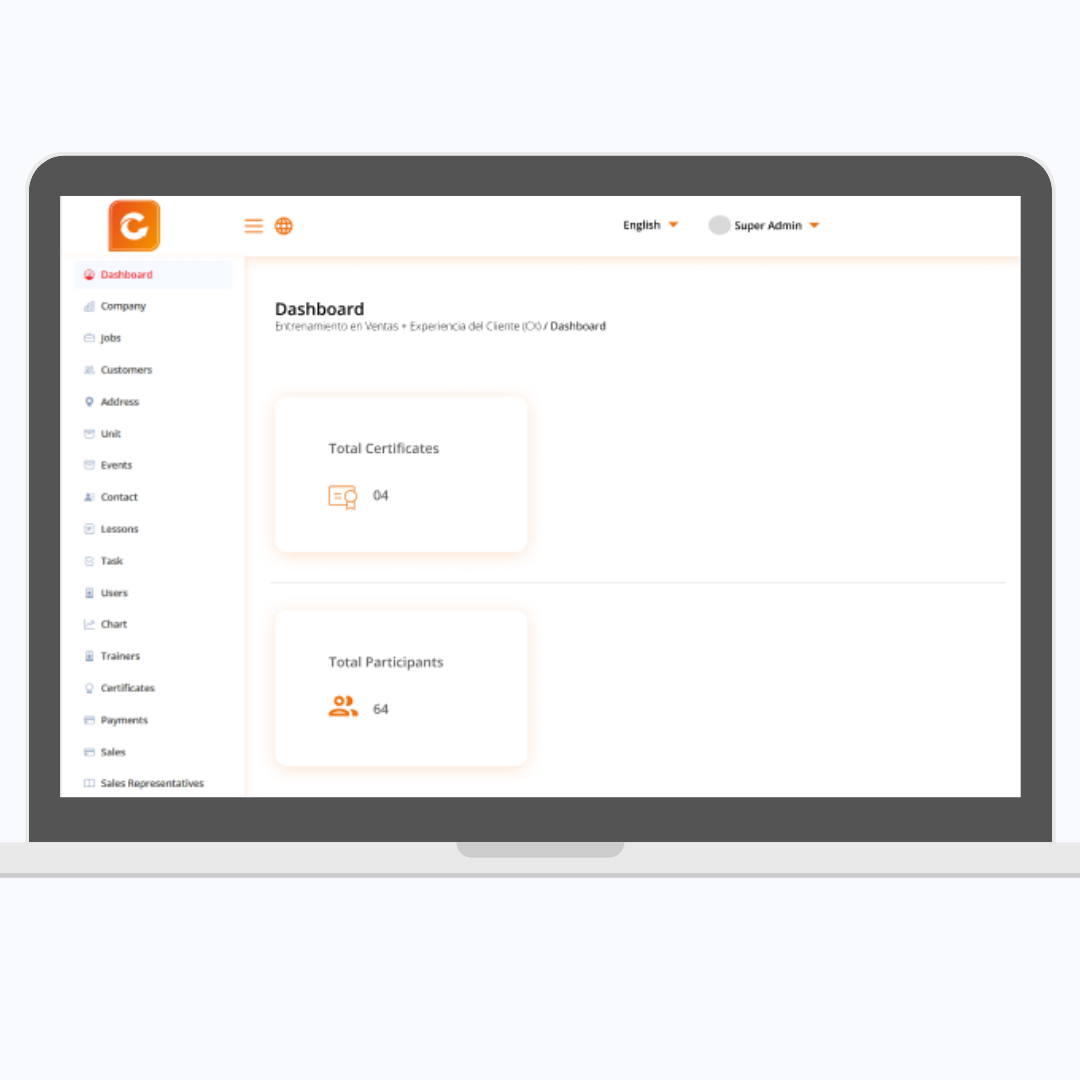 English
Super Admin
Dashboard
Company
Jobs
Customers
Address
Unit
Events
Contact
Lessons
Task
Users
Chart
Trainers
Certificates
Payments
Sales
Sales Representatives
Dashboard
Entrenamiento en Ventas + Experiencia del Cliente (CX) / Dashboard
Total Certificates
04
Total Participants
64